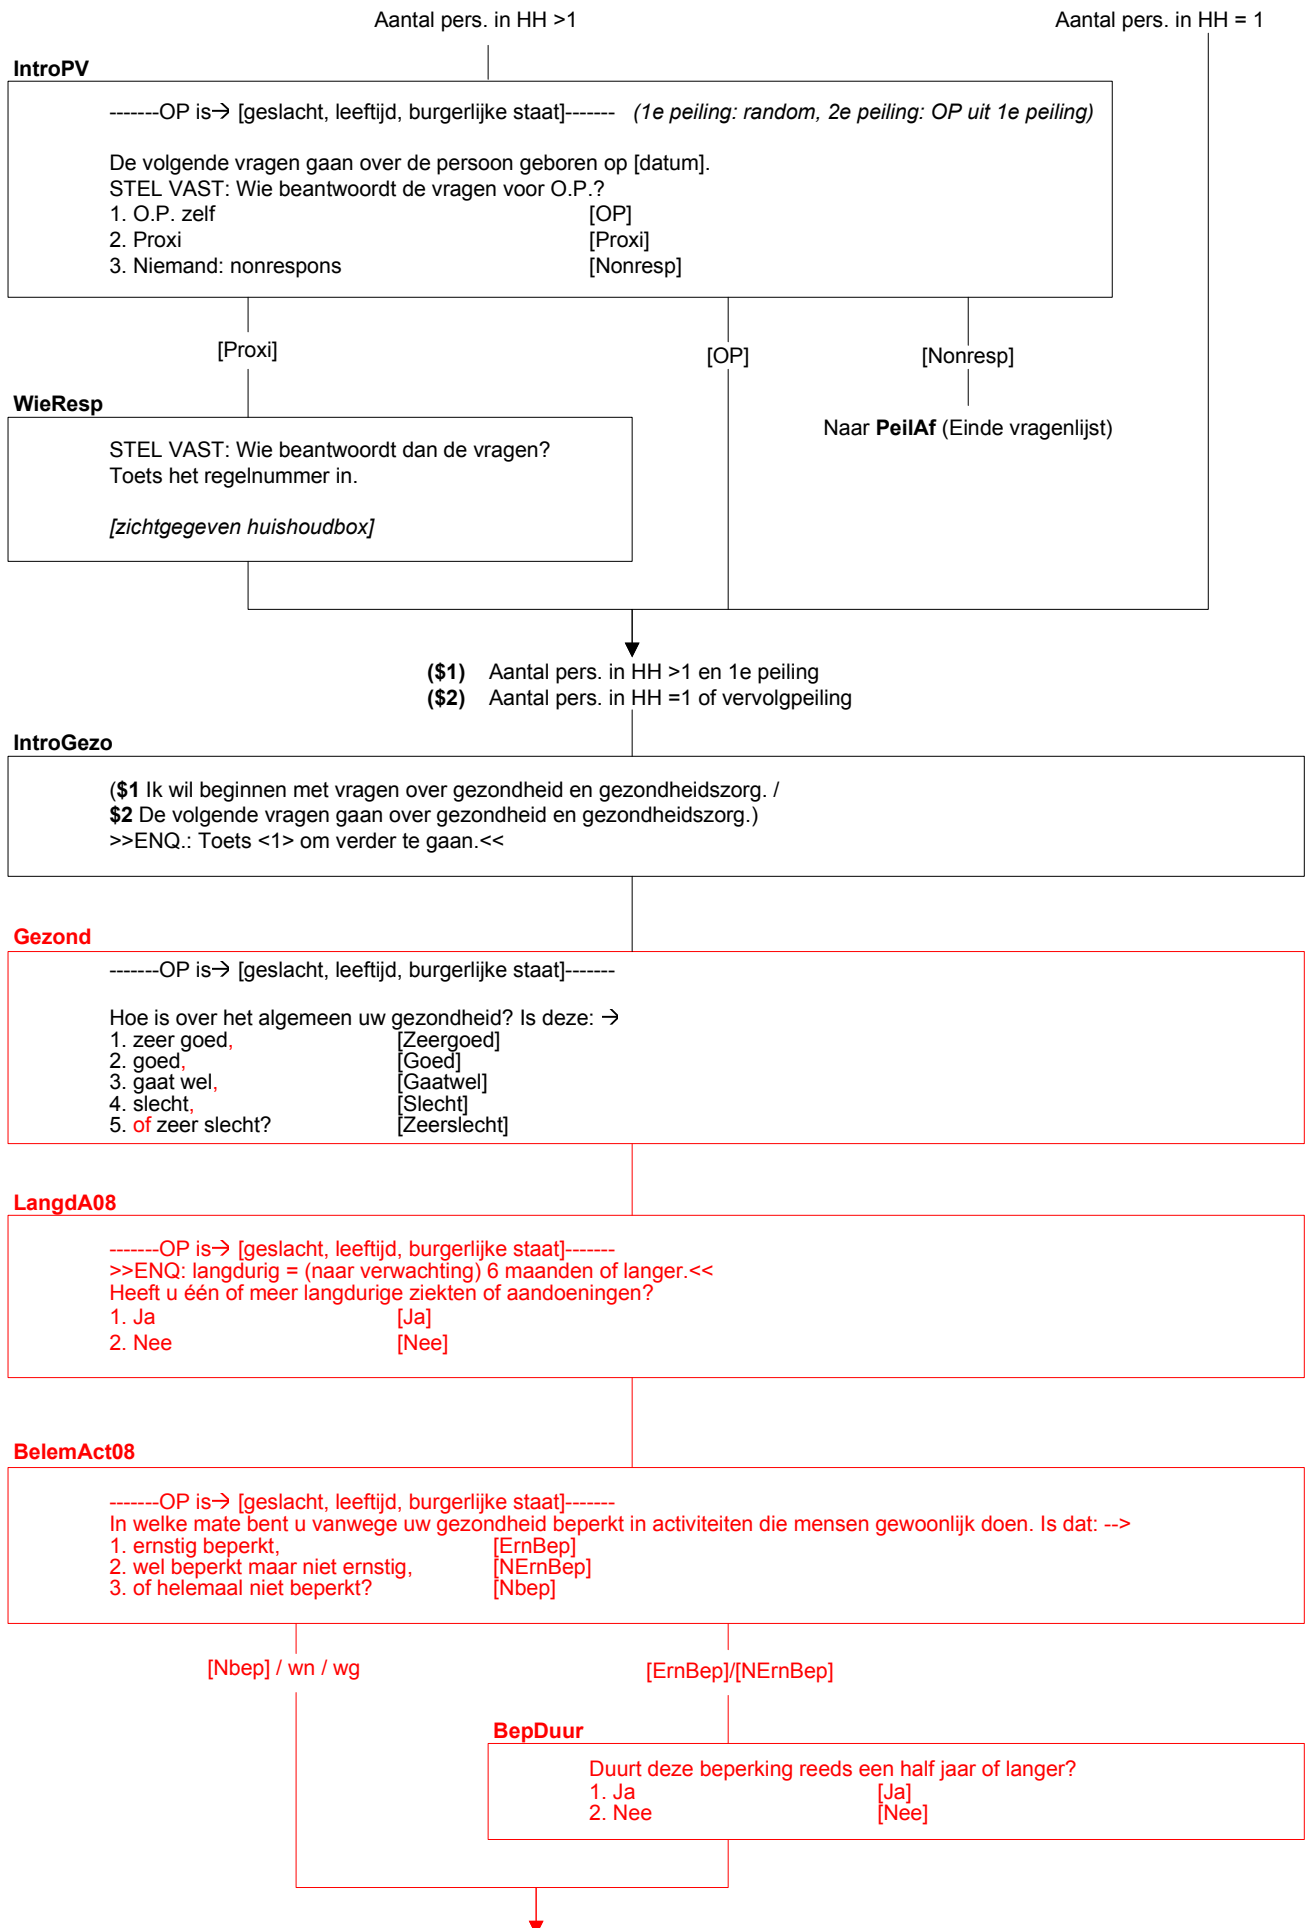 Aantal pers. in HH >1
Aantal pers. in HH = 1
IntroPV
-------OP is→ [geslacht, leeftijd, burgerlijke staat]------- (1e peiling: random, 2e peiling: OP uit 1e peiling)
De volgende vragen gaan over de persoon geboren op [datum].
STEL VAST: Wie beantwoordt de vragen voor O.P.?
1. O.P. zelf [OP]
2. Proxi [Proxi]
3. Niemand: nonrespons [Nonresp]
[Proxi]
[OP]
[Nonresp]
WieResp
STEL VAST: Wie beantwoordt dan de vragen?
Toets het regelnummer in.
[zichtgegeven huishoudbox]
Naar PeilAf (Einde vragenlijst)
($1) Aantal pers. in HH >1 en 1e peiling
($2) Aantal pers. in HH =1 of vervolgpeiling
IntroGezo
($1 Ik wil beginnen met vragen over gezondheid en gezondheidszorg. /
$2 De volgende vragen gaan over gezondheid en gezondheidszorg.)
>>ENQ.: Toets <1> om verder te gaan.<<
Gezond
-------OP is→ [geslacht, leeftijd, burgerlijke staat]-------
Hoe is over het algemeen uw gezondheid? Is deze: →
1. zeer goed, [Zeergoed]
2. goed, [Goed]
3. gaat wel, [Gaatwel]
4. slecht, [Slecht]
5. of zeer slecht? [Zeerslecht]
LangdA08
-------OP is→ [geslacht, leeftijd, burgerlijke staat]-------
>>ENQ: langdurig = (naar verwachting) 6 maanden of langer.<<
Heeft u één of meer langdurige ziekten of aandoeningen?
1. Ja [Ja]
2. Nee [Nee]
BelemAct08
-------OP is→ [geslacht, leeftijd, burgerlijke staat]-------
In welke mate bent u vanwege uw gezondheid beperkt in activiteiten die mensen gewoonlijk doen. Is dat: -->
1. ernstig beperkt, [ErnBep]
2. wel beperkt maar niet ernstig, [NErnBep]
3. of helemaal niet beperkt? [Nbep]
[Nbep] / wn / wg
[ErnBep]/[NErnBep]
BepDuur
Duurt deze beperking reeds een half jaar of langer?
1. Ja [Ja]
2. Nee [Nee]